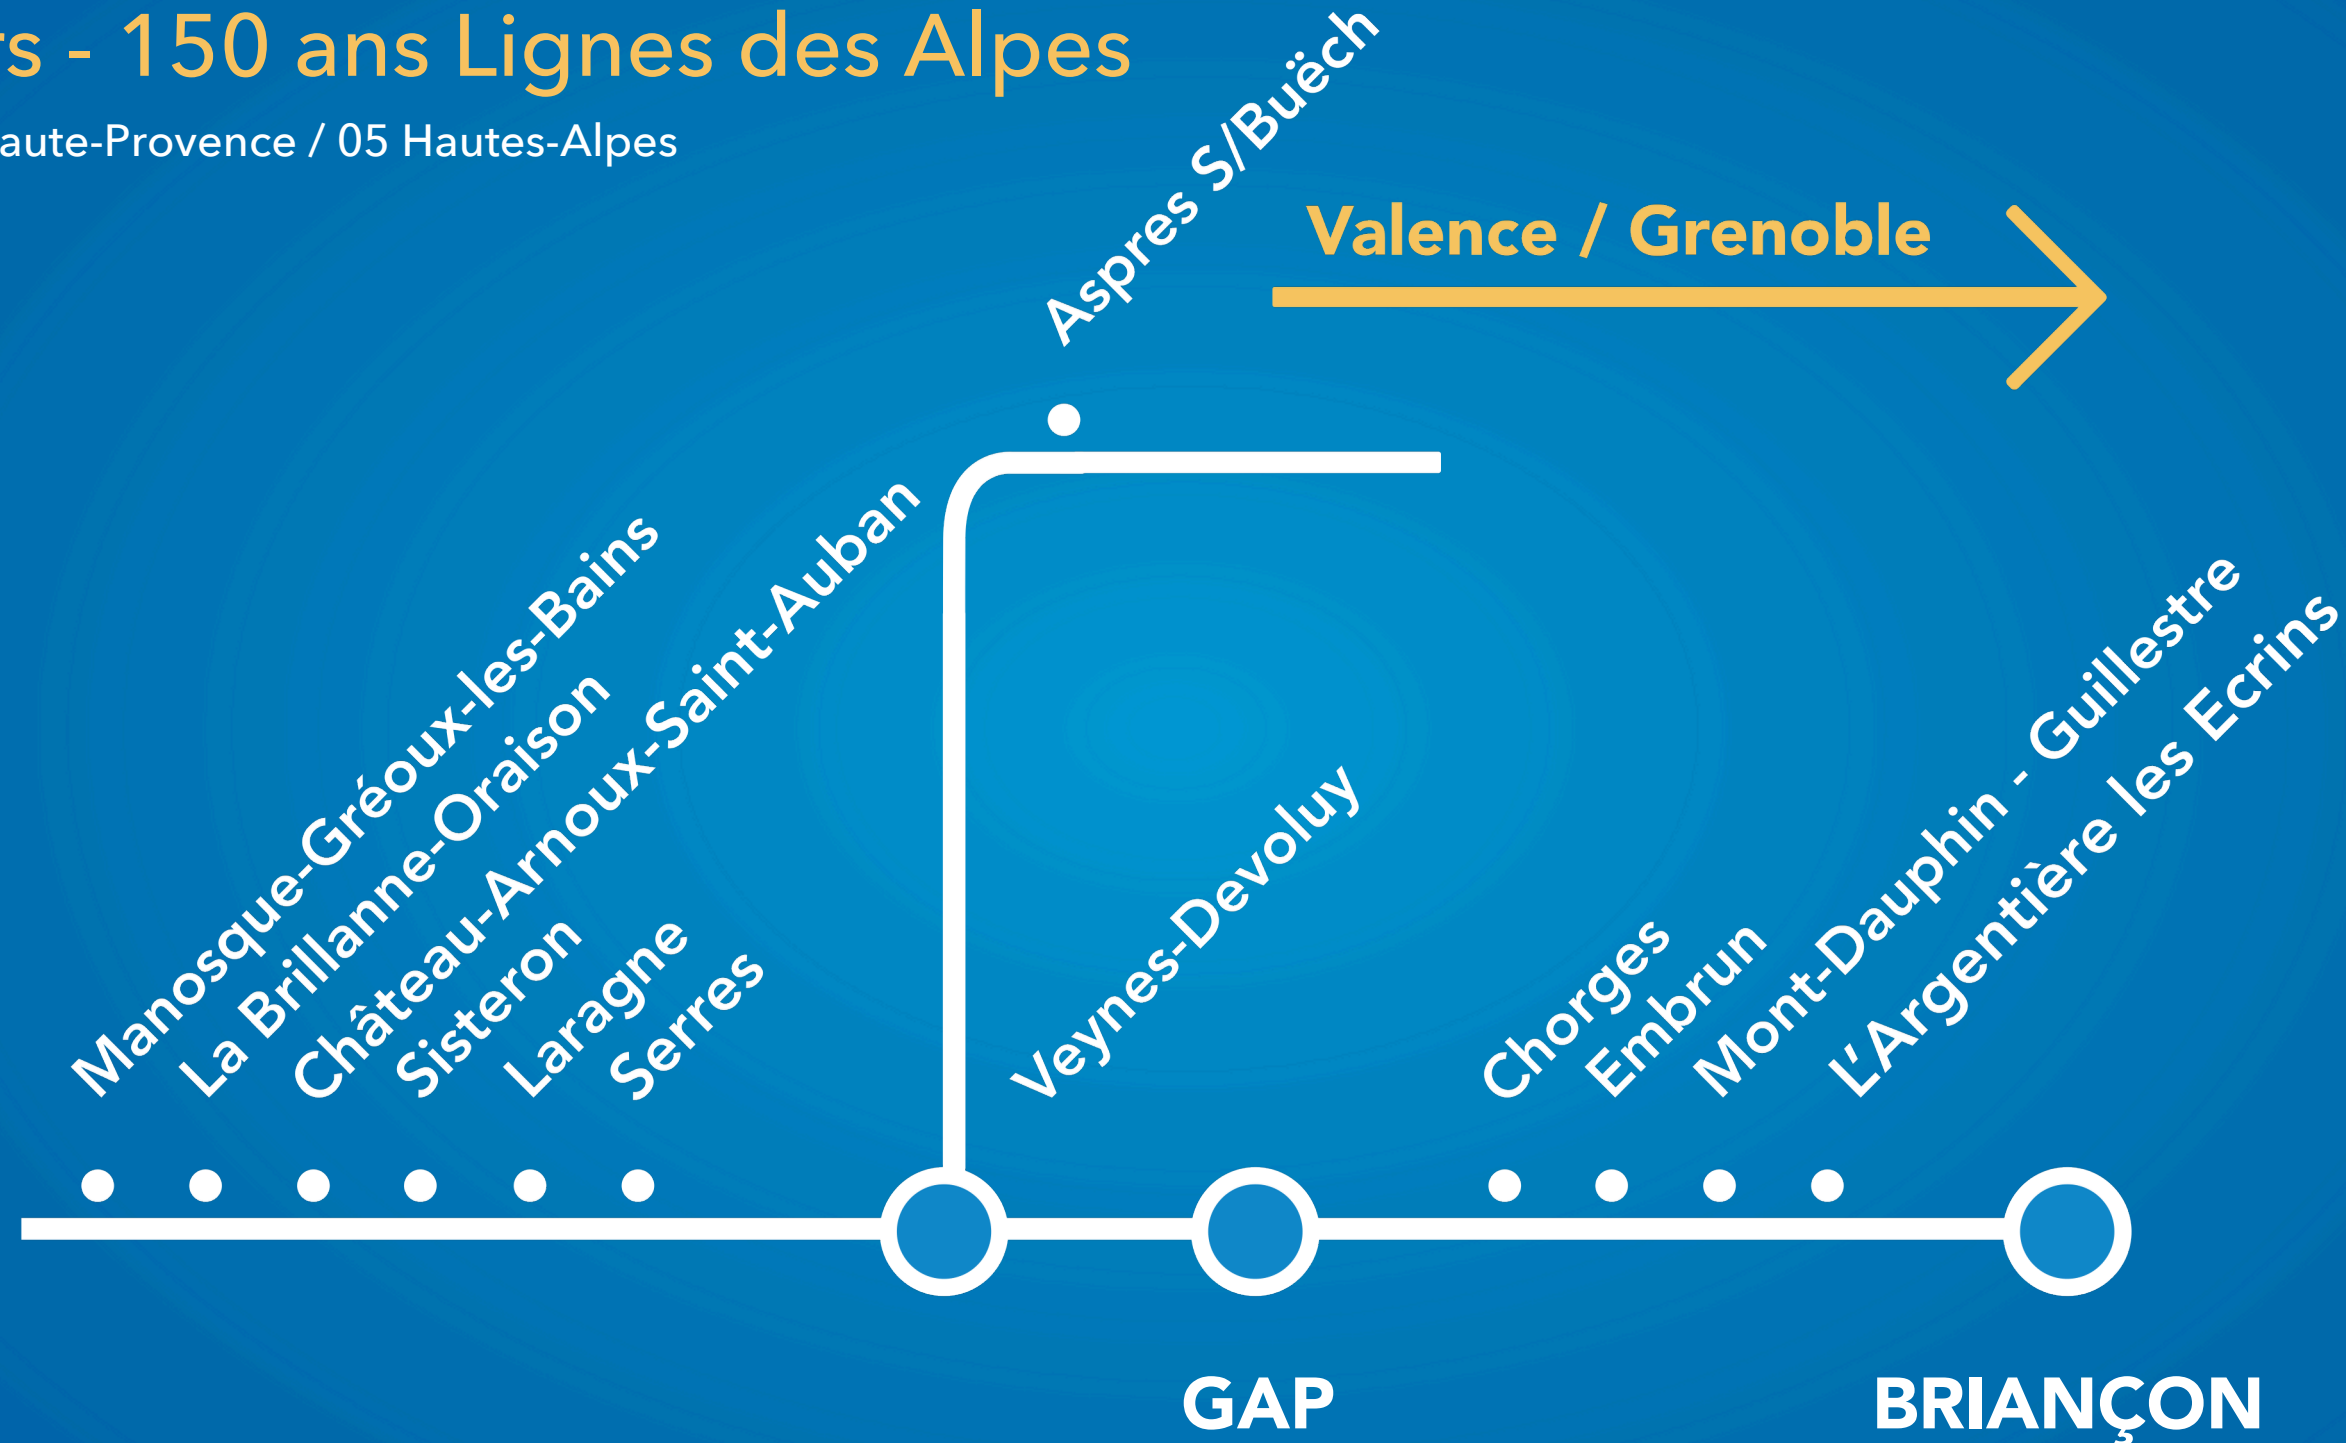 rs - 150 ans Lignes des Alpes
aute-Provence / 05 Hautes-Alpes
Aspres S/Buëch
Valence / Grenoble
Manosque-Gréoux-les-Bains
La Brillanne-Oraison
Château-Arnoux-Saint-Auban
Sisteron
Laragne
Serres
Veynes-Devoluy
Chorges
Embrun
Mont-Dauphin - Guillestre
L'Argentière les Ecrins
GAP
BRIANÇON